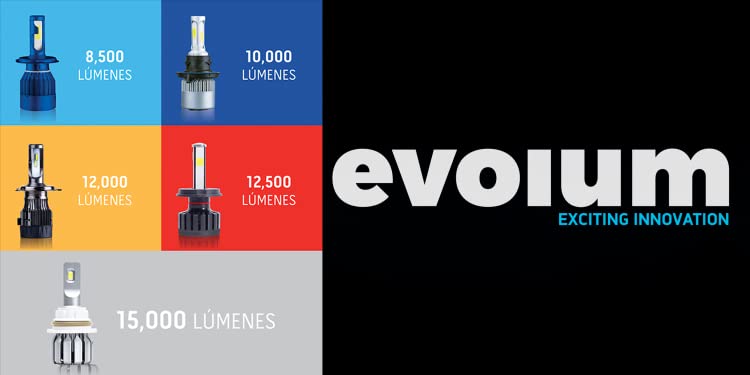 8,500
LÚMENES
10,000
LÚMENES
12,000
LÚMENES
12,500
LÚMENES
15,000 LÚMENES
evolum
EXCITING INNOVATION